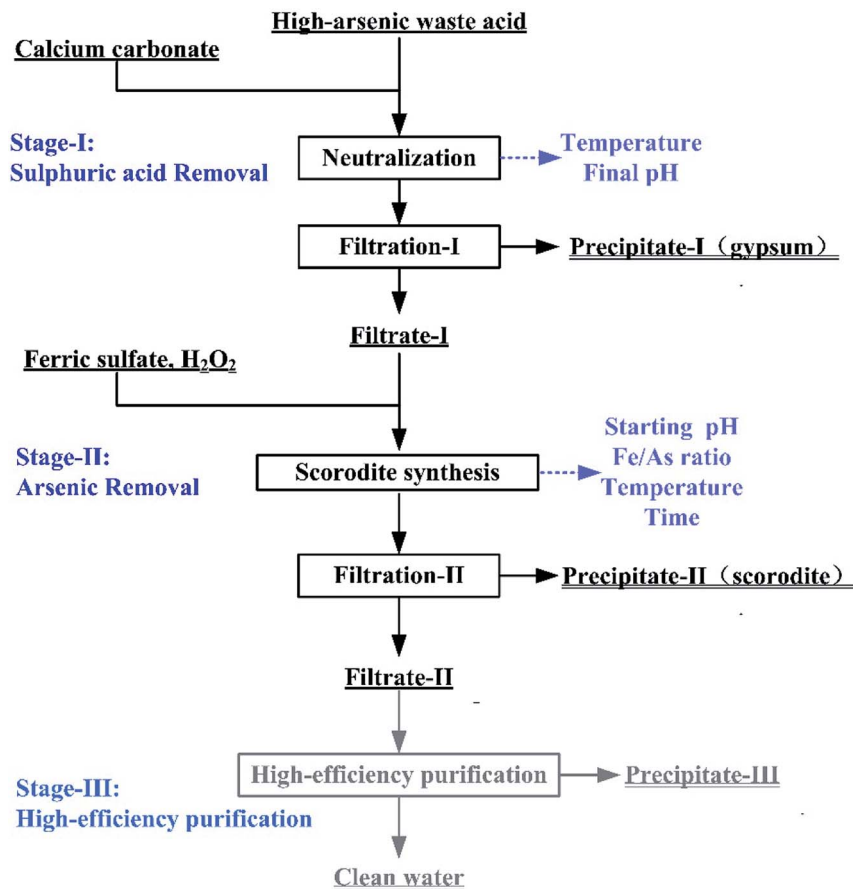 High-arsenic waste acid
Calcium carbonate
Stage-I:
Sulphuric acid Removal
Neutralization
Temperature
Final pH
Filtration-I
Precipitate-I（gypsum）
Filtrate-I
Ferric sulfate, H₂O₂
Stage-II:
Arsenic Removal
Scorodite synthesis
Starting pH
Fe/As ratio
Temperature
Time
Filtration-II
Precipitate-II（scorodite）
Filtrate-II
Stage-III:
High-efficiency purification
High-efficiency purification
Precipitate-III
Clean water